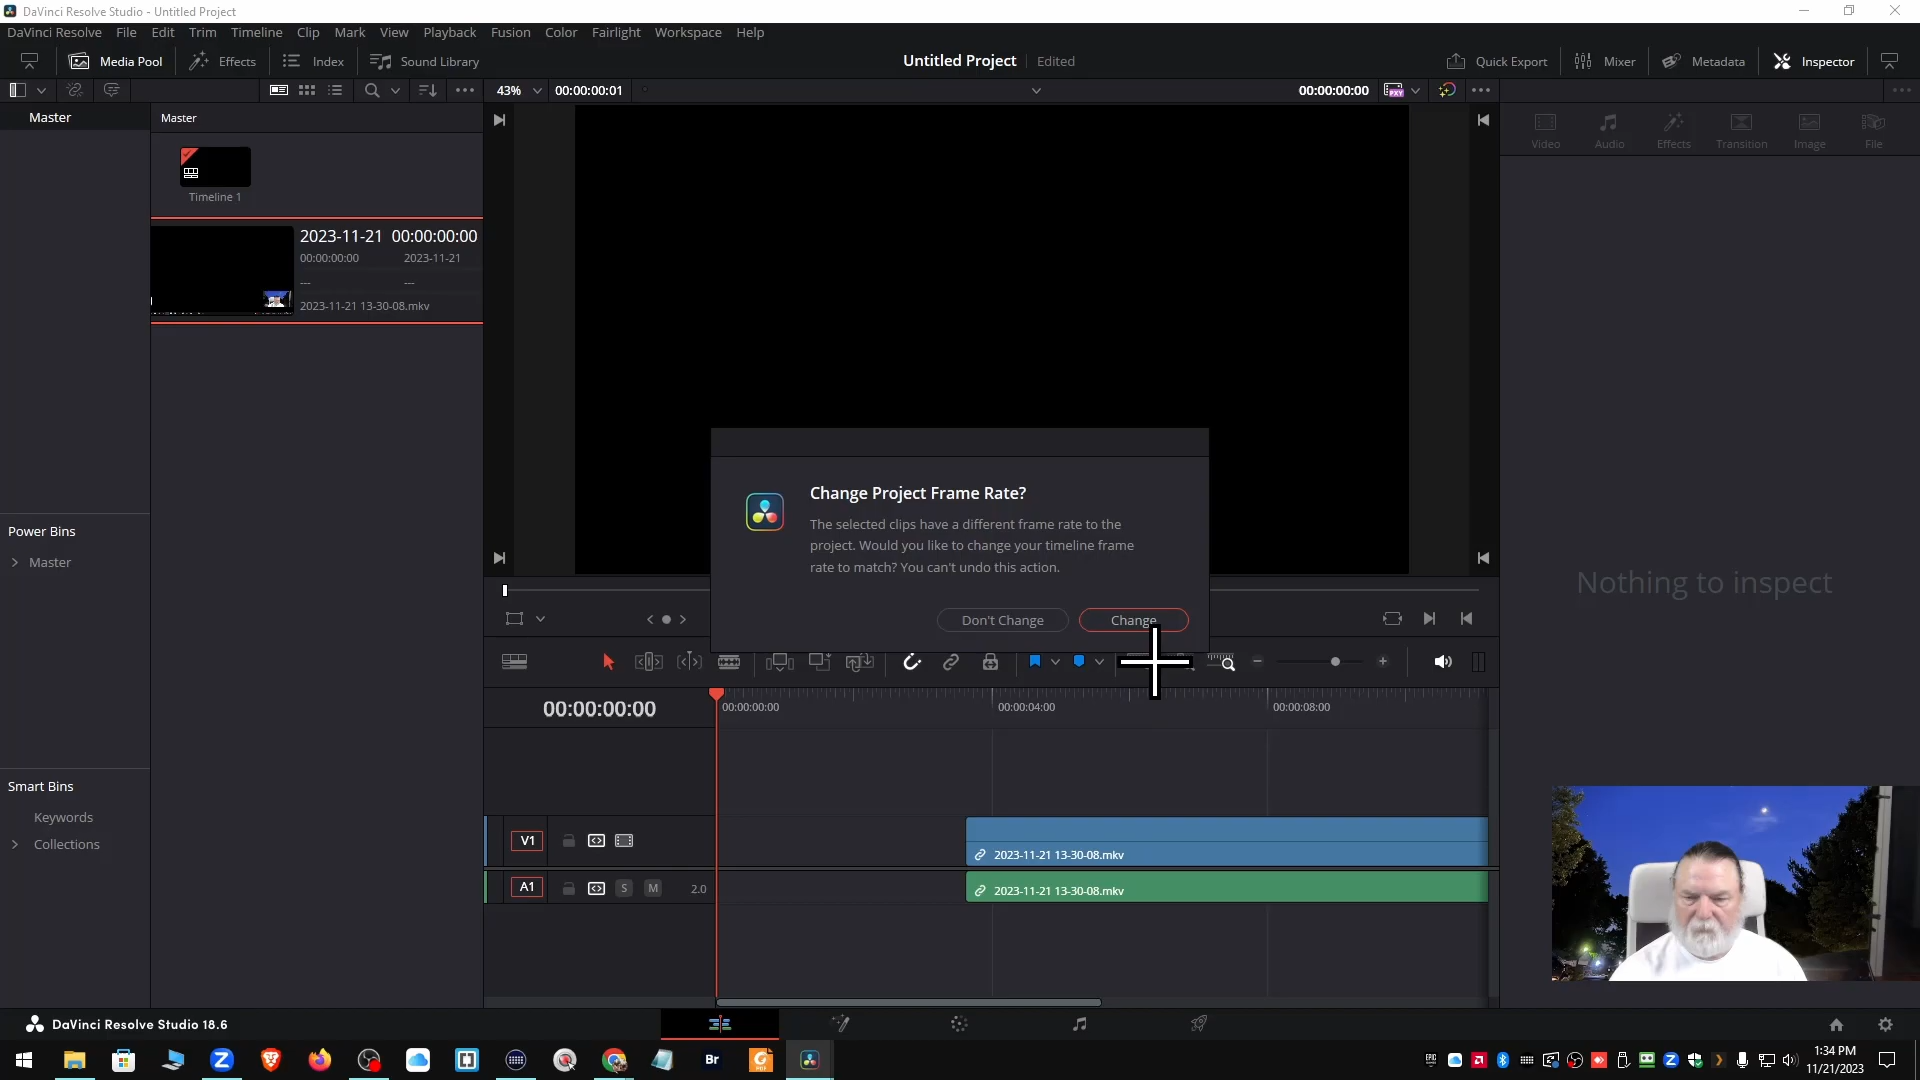 DaVinci Resolve Studio - Untitled Project
DaVinci Resolve File Edit Trim Timeline Clip Mark View Playback Fusion Color Fairlight Workspace Help
Media Pool Effects Index Sound Library Untitled Project Edited Quick Export Mixer Metadata Inspector
43% 00:00:00:01 00:00:00:00 PXY
Master Master
Video Audio Effects Transition Image File
Timeline 1
2023-11-21 00:00:00:00
00:00:00:00 2023-11-21
--- ---
2023-11-21 13-30-08.mkv
Change Project Frame Rate?
The selected clips have a different frame rate to the
project. Would you like to change your timeline frame
rate to match? You can't undo this action.
Don't Change Change
Power Bins
Master
Nothing to inspect
00:00:00:00 00:00:00:00 00:00:04:00 00:00:08:00
Smart Bins
Keywords
Collections
V1 2023-11-21 13-30-08.mkv
A1 S M 2.0 2023-11-21 13-30-08.mkv
DaVinci Resolve Studio 18.6
Br
1:34 PM
11/21/2023